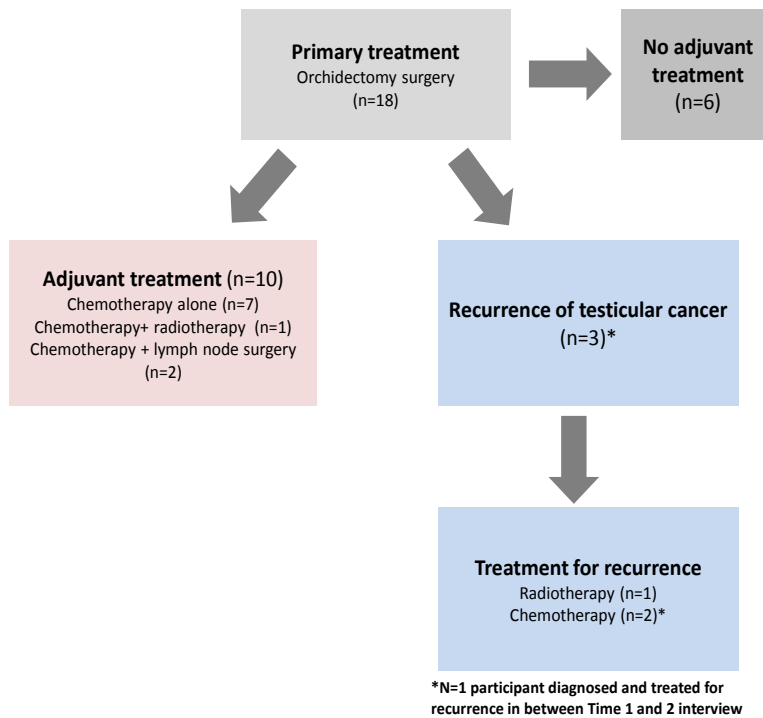 Primary treatment
Orchidectomy surgery
(n=18)
No adjuvant
treatment
(n=6)
Adjuvant treatment (n=10)
Chemotherapy alone (n=7)
Chemotherapy+ radiotherapy (n=1)
Chemotherapy + lymph node surgery
(n=2)
Recurrence of testicular cancer
(n=3)*
Treatment for recurrence
Radiotherapy (n=1)
Chemotherapy (n=2)*
*N=1 participant diagnosed and treated for
recurrence in between Time 1 and 2 interview